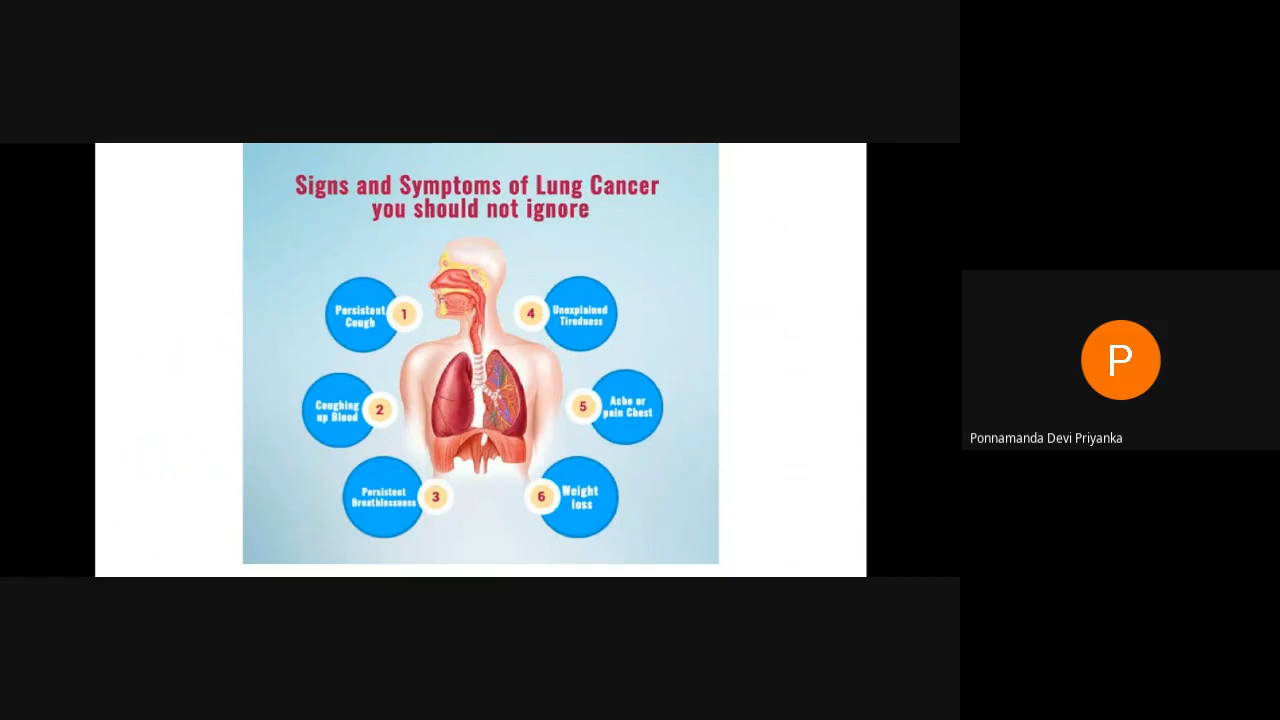 Signs and Symptoms of Lung Cancer
you should not ignore
Persistent
Cough
1
Coughing
up Blood
2
Persistent
Breathlessness
3
4
Unexplained
Tiredness
5
Ache or
pain Chest
6
Weight
loss
P
Ponnamanda Devi Priyanka